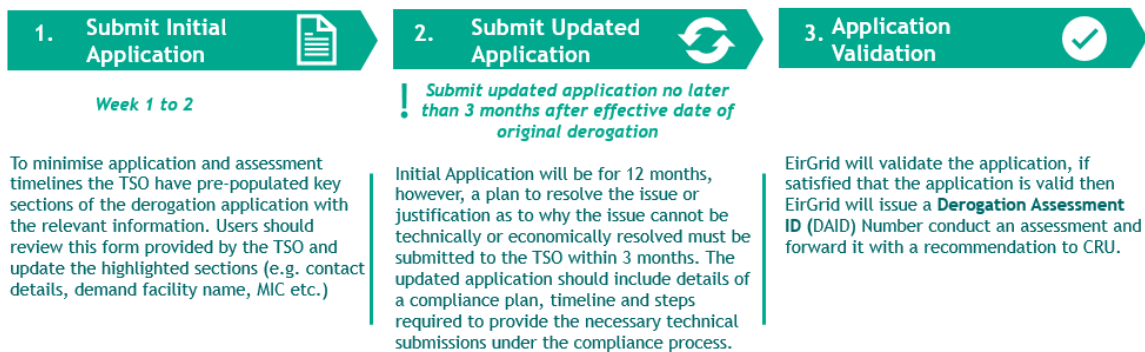 1. Submit Initial
Application
Week 1 to 2
To minimise application and assessment
timelines the TSO have pre-populated key
sections of the derogation application with
the relevant information. Users should
review this form provided by the TSO and
update the highlighted sections (e.g. contact
details, demand facility name, MIC etc.)
2. Submit Updated
Application
! Submit updated application no later
than 3 months after effective date of
original derogation
Initial Application will be for 12 months,
however, a plan to resolve the issue or
justification as to why the issue cannot be
technically or economically resolved must be
submitted to the TSO within 3 months. The
updated application should include details of
a compliance plan, timeline and steps
required to provide the necessary technical
submissions under the compliance process.
3. Application
Validation
EirGrid will validate the application, if
satisfied that the application is valid then
EirGrid will issue a Derogation Assessment
ID (DAID) Number conduct an assessment and
forward it with a recommendation to CRU.